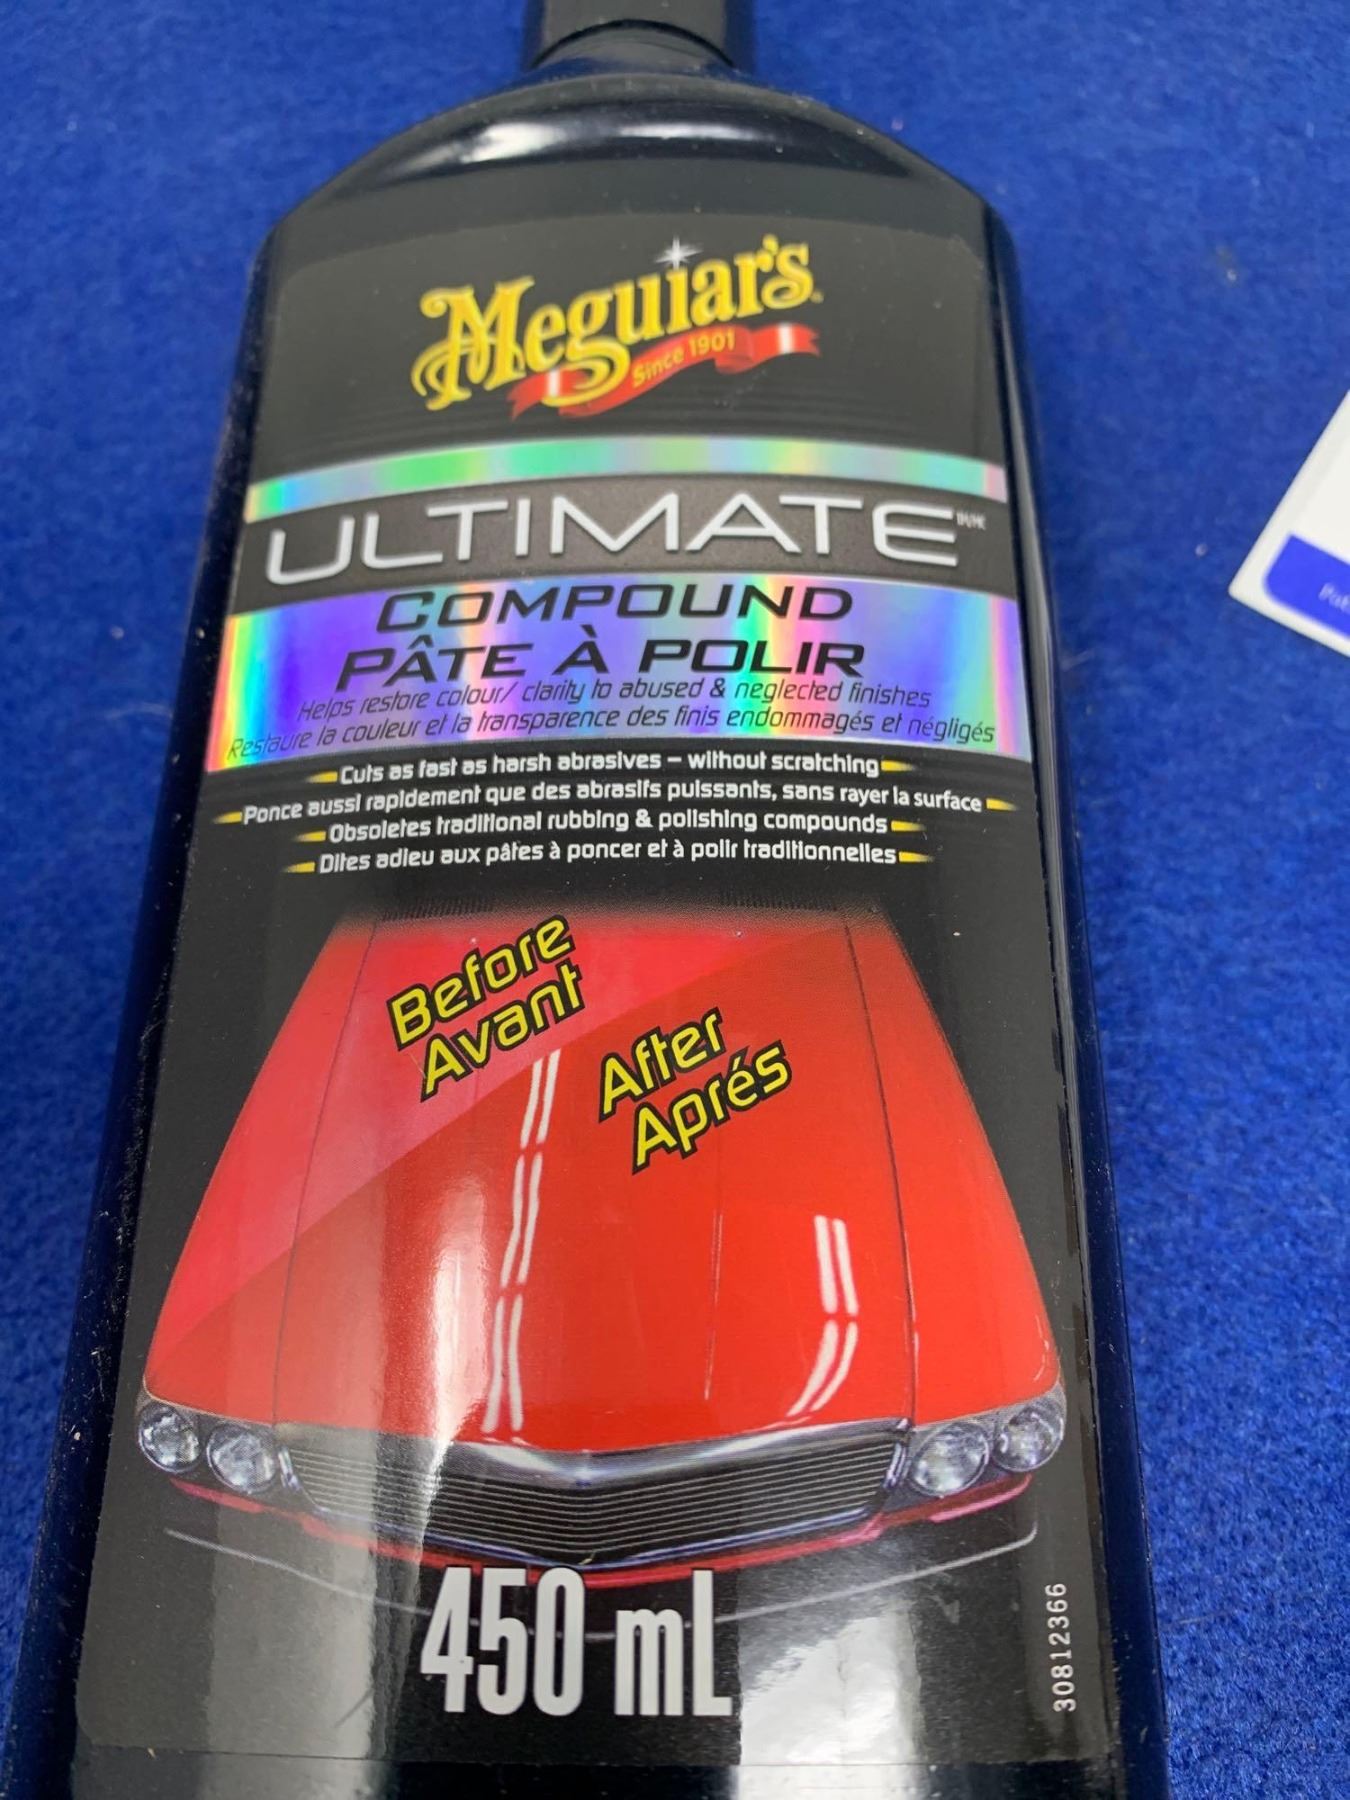 Meguiar's
Since 1901
ULTIMATE
COMPOUND
PÂTE À POLIR
Helps restore colour/ clarity to abused & neglected finishes
Restaure la couleur et la transparence des finis endommagés et négligés
Cuts as fast as harsh abrasives – without scratching
Ponce aussi rapidement que des abrasifs puissants, sans rayer la surface
Obsoletes traditional rubbing & polishing compounds
Dites adieu aux pâtes à poncer et à polir traditionnelles
Before
Avant
After
Aprés
450 mL
30812366